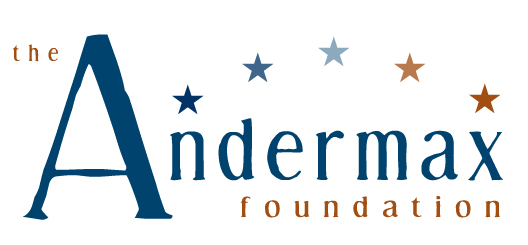 the
Andermax
foundation